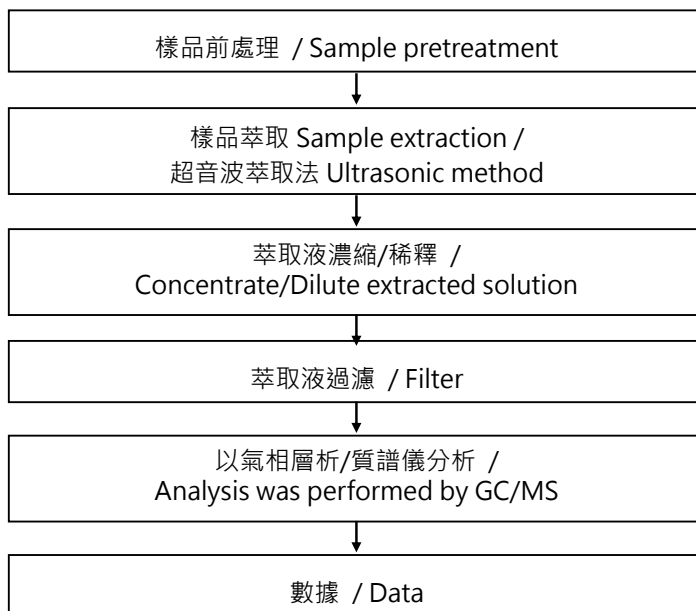 樣品前處理 / Sample pretreatment
樣品萃取 Sample extraction /
超音波萃取法 Ultrasonic method
萃取液濃縮/稀釋 /
Concentrate/Dilute extracted solution
萃取液過濾 / Filter
以氣相層析/質譜儀分析 /
Analysis was performed by GC/MS
數據 / Data